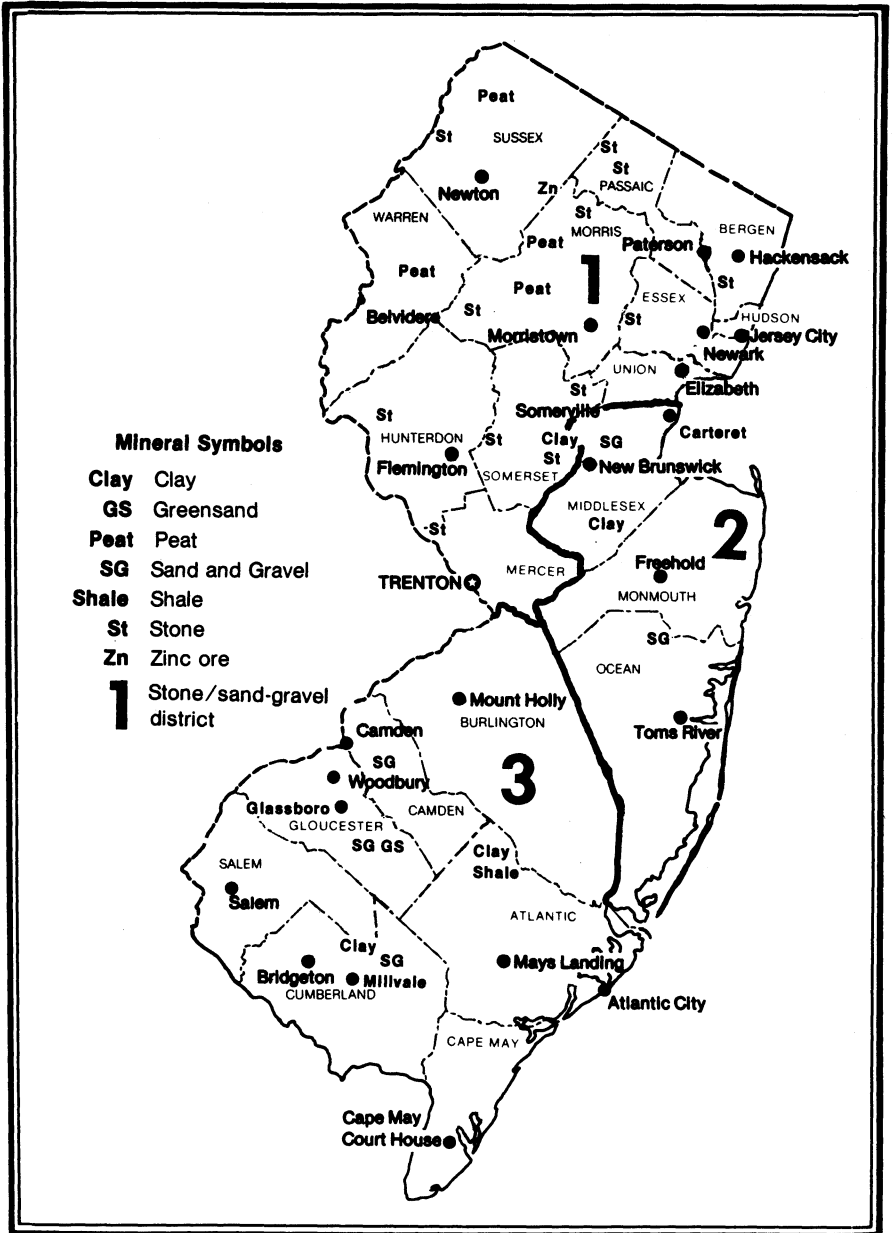 Peat
St
SUSSEX
St
St
Zn
PASSAIC
Newton
WARREN
St
MORRIS
BERGEN
Peat
Paterson
Hackensack
Peat
1
St
Peat
ESSEX
Belvidere
St
St
HUDSON
Morristown
Jersey City
Newark
UNION
St
Elizabeth
Somerville
St
Carteret
HUNTERDON
St
Clay
SG
Flemington
St
New Brunswick
SOMERSET
MIDDLESEX
Clay
2
St
MERCER
Freehold
TRENTON
MONMOUTH
SG
OCEAN
Mount Holly
BURLINGTON
Toms River
Camden
SG
Woodbury
3
Glassboro
CAMDEN
GLOUCESTER
SG GS
Clay
Shale
SALEM
Salem
ATLANTIC
Clay
SG
Mays Landing
Bridgeton
Millvale
CUMBERLAND
Atlantic City
CAPE MAY
Cape May
Court House
Mineral Symbols
Clay Clay
GS Greensand
Peat Peat
SG Sand and Gravel
Shale Shale
St Stone
Zn Zinc ore
1 Stone/sand-gravel
district